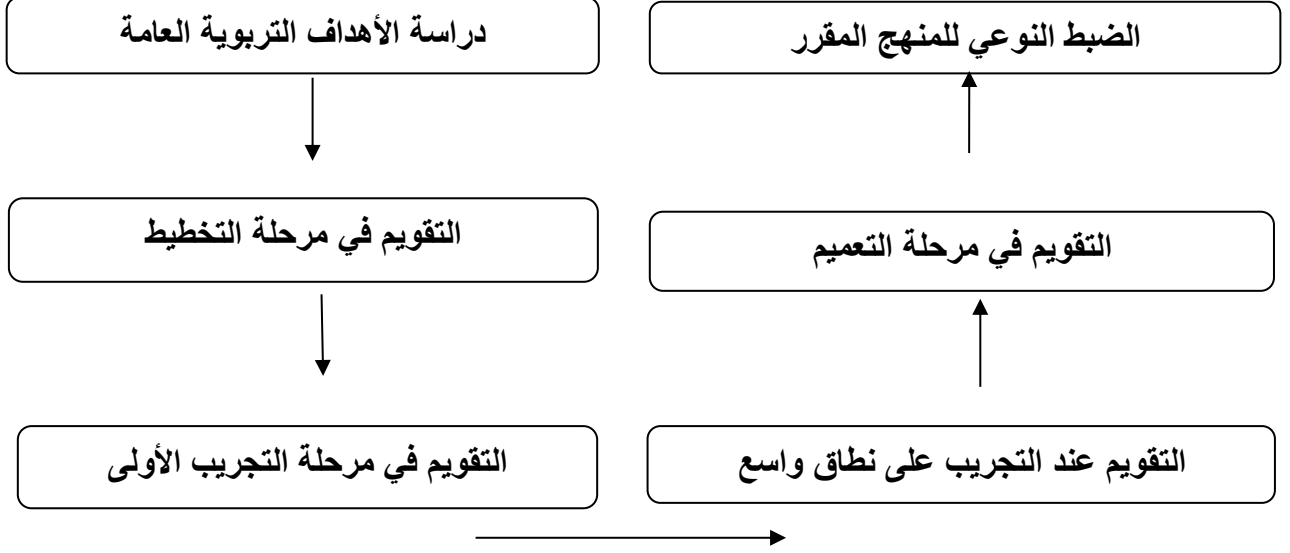 دراسة الأهداف التربوية العامة
التقويم في مرحلة التخطيط
التقويم في مرحلة التجريب الأولى
التقويم عند التجريب على نطاق واسع
التقويم في مرحلة التعميم
الضبط النوعي للمنهج المقرر